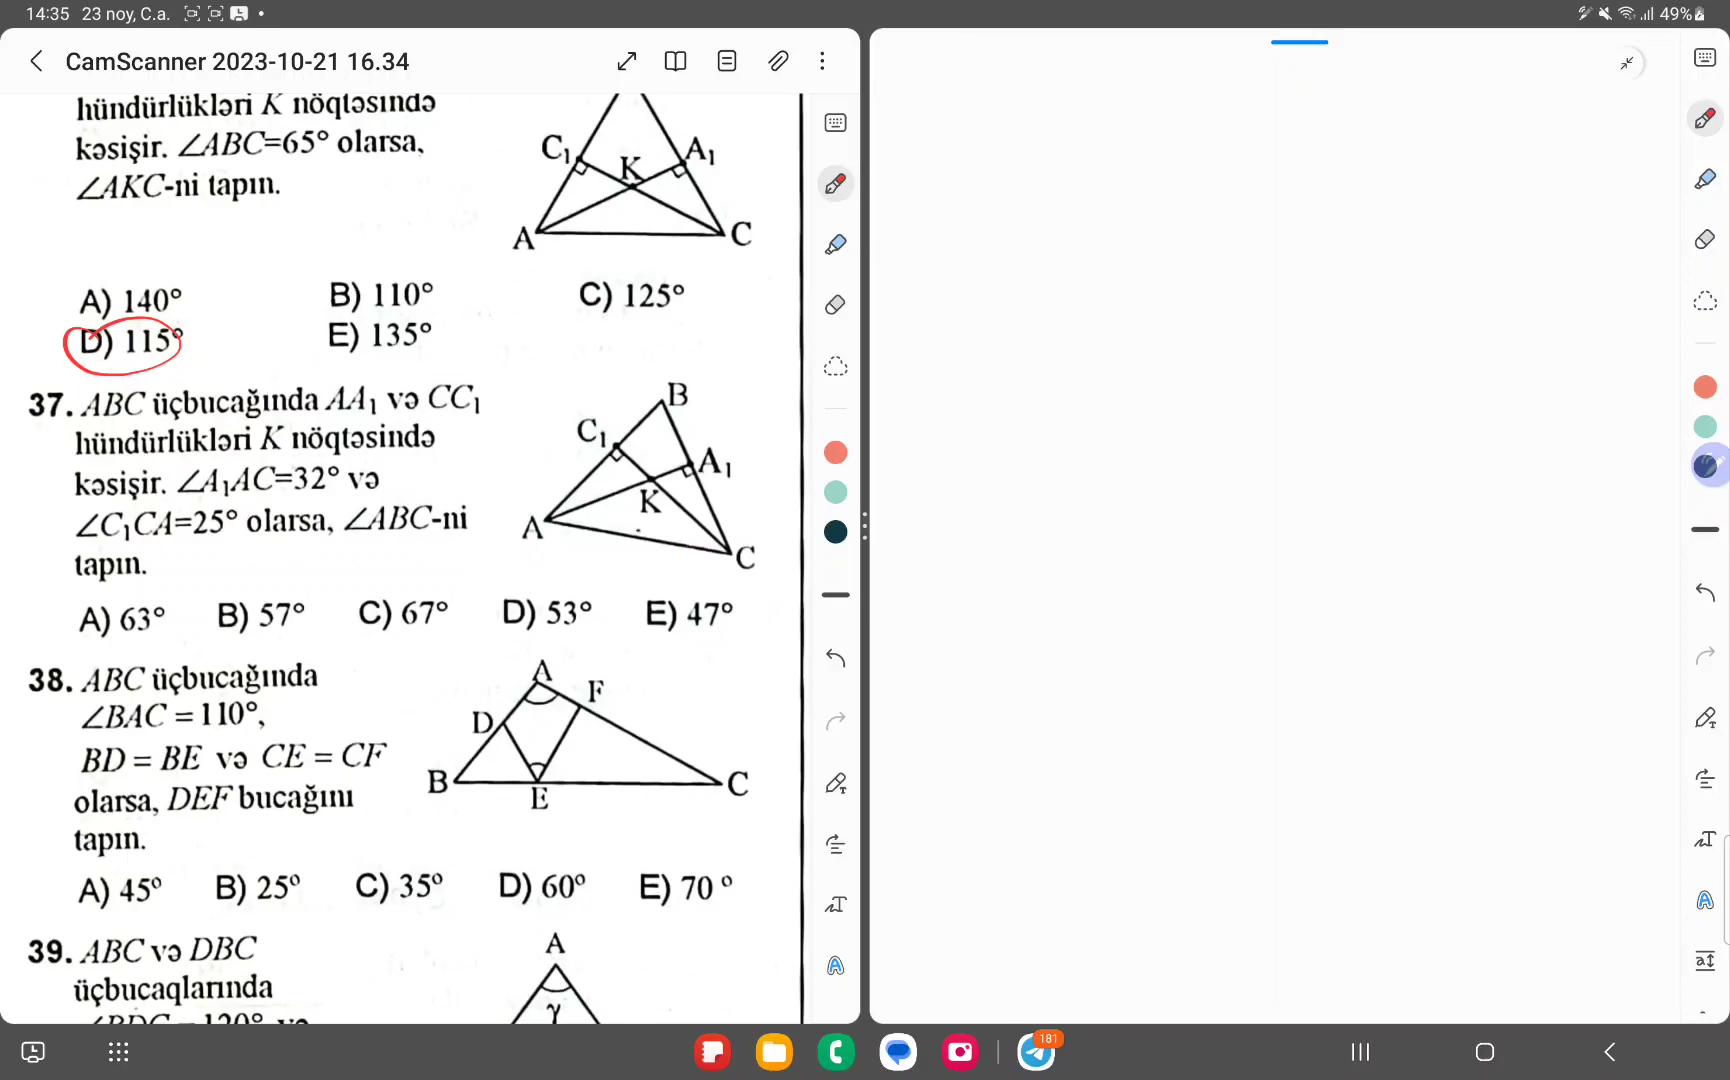 14:35 23 noy, C.a.
49%
CamScanner 2023-10-21 16.34
hündürlükləri K nöqtəsində
kəsişir. ∠ABC=65° olarsa,
∠AKC-ni tapın.
C₁ K A₁
A C
A) 140° B) 110° C) 125°
D) 115° E) 135°
37. ABC üçbucağında AA₁ və CC₁
hündürlükləri K nöqtəsində
kəsişir. ∠A₁AC=32° və
∠C₁CA=25° olarsa, ∠ABC-ni
tapın.
B
C₁
A₁
K
A
C
A) 63° B) 57° C) 67° D) 53° E) 47°
38. ABC üçbucağında
∠BAC = 110°,
BD = BE və CE = CF
olarsa, DEF bucağını
tapın.
A
F
D
B C
E
A) 45° B) 25° C) 35° D) 60° E) 70 °
39. ABC və DBC
üçbucaqlarında
∠BDC = 120° və
A
γ
181